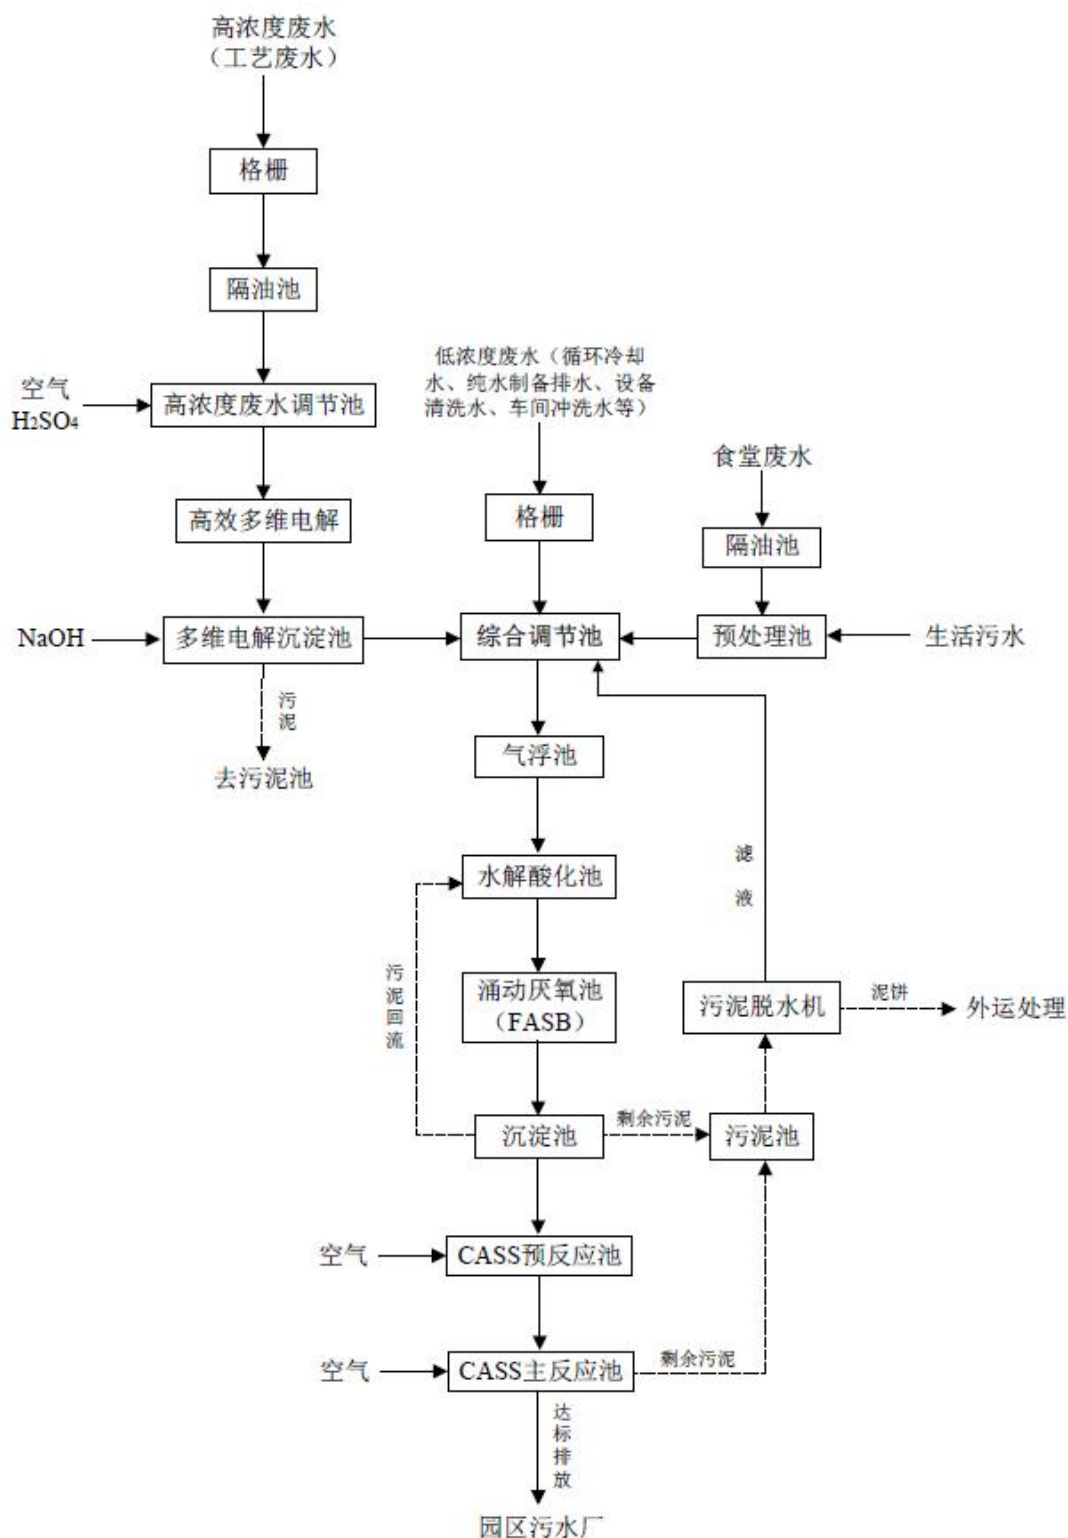 高浓度废水
（工艺废水）
格栅
隔油池
空气
H2SO4
高浓度废水调节池
低浓度废水（循环冷却
水、纯水制备排水、设备
清洗水、车间冲洗水等）
食堂废水
高效多维电解
格栅
隔油池
NaOH
多维电解沉淀池
综合调节池
预处理池
生活污水
污
泥
去污泥池
气浮池
滤
液
水解酸化池
污
泥
回
流
涌动厌氧池
（FASB）
污泥脱水机
泥饼
外运处理
沉淀池
剩余污泥
污泥池
空气
CASS预反应池
空气
CASS主反应池
剩余污泥
达
标
排
放
园区污水厂